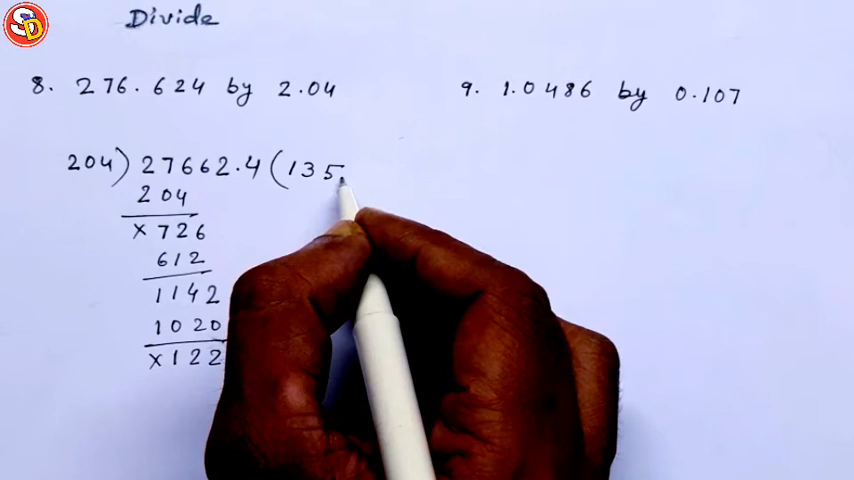 SD
Divide
8. 276.624 by 2.04
9. 1.0486 by 0.107
204) 27662.4 (135.
204
x726
612
1142
1020
x122